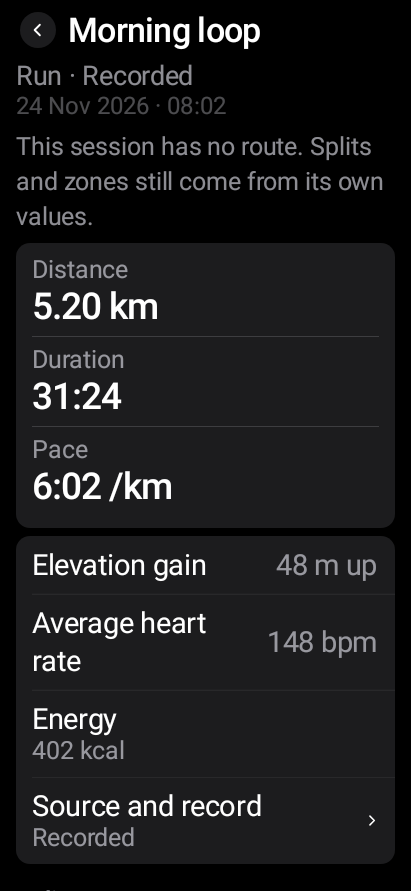 Morning loop
Run · Recorded
24 Nov 2026 · 08:02
This session has no route. Splits
and zones still come from its own
values.
Distance
5.20 km
Duration
31:24
Pace
6:02 /km
Elevation gain 48 m up
Average heart
rate
148 bpm
Energy
402 kcal
Source and record
Recorded